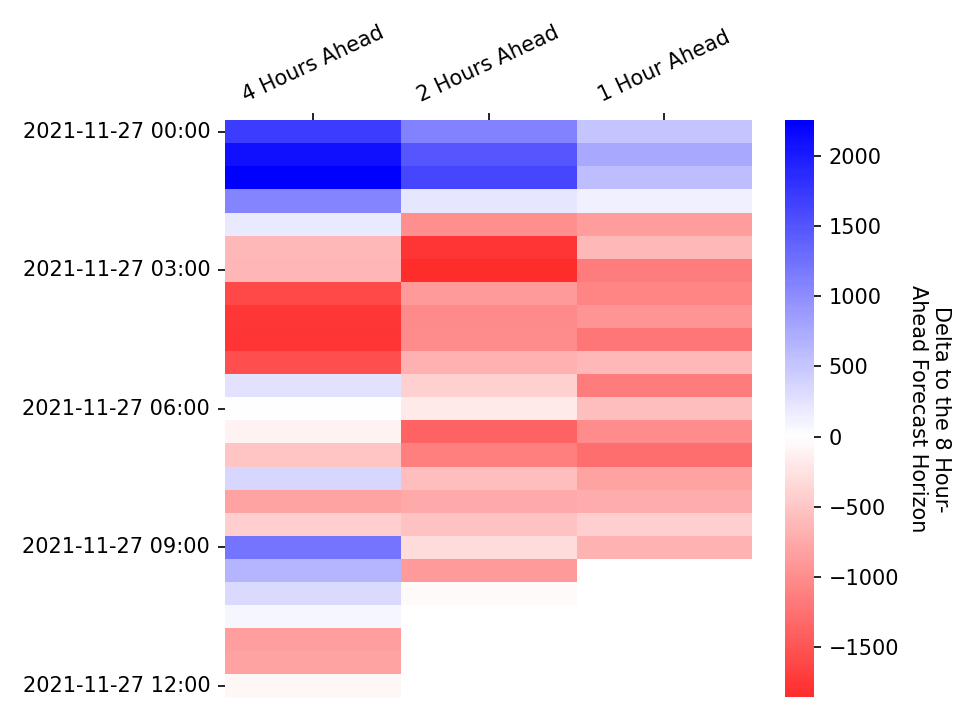 4 Hours Ahead
2 Hours Ahead
1 Hour Ahead
2021-11-27 00:00
2021-11-27 03:00
2021-11-27 06:00
2021-11-27 09:00
2021-11-27 12:00
2000
1500
1000
500
0
−500
−1000
−1500
Delta to the 8 Hour-
Ahead Forecast Horizon